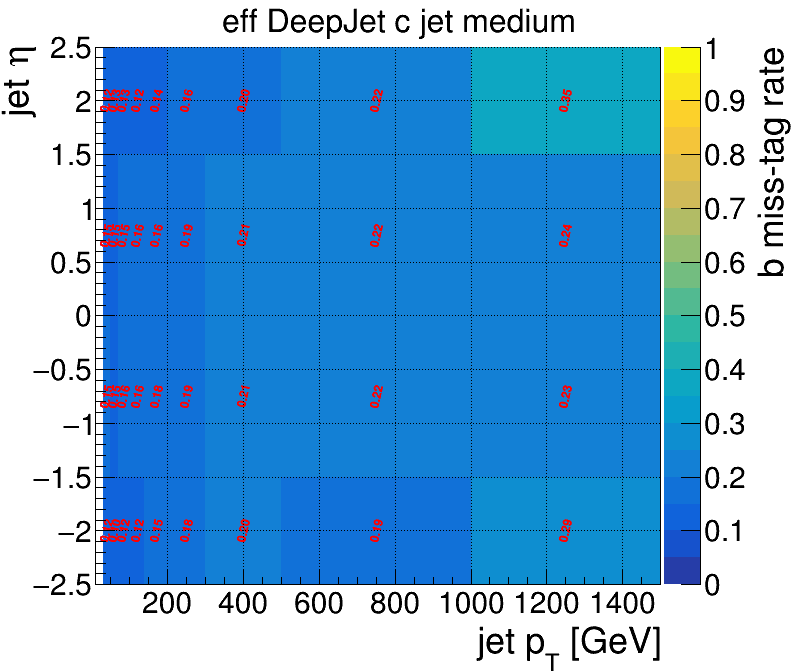 eff DeepJet c jet medium
jet η
2.5
2
1.5
1
0.5
0
−0.5
−1
−1.5
−2
−2.5
0.12 0.14 0.16 0.20 0.22 0.35
0.16 0.16 0.19 0.21 0.22 0.24
0.16 0.16 0.19 0.21 0.22 0.23
0.12 0.15 0.18 0.20 0.19 0.29
200 400 600 800 1000 1200 1400
jet pT [GeV]
1
0.9
0.8
0.7
0.6
0.5
0.4
0.3
0.2
0.1
0
b miss-tag rate